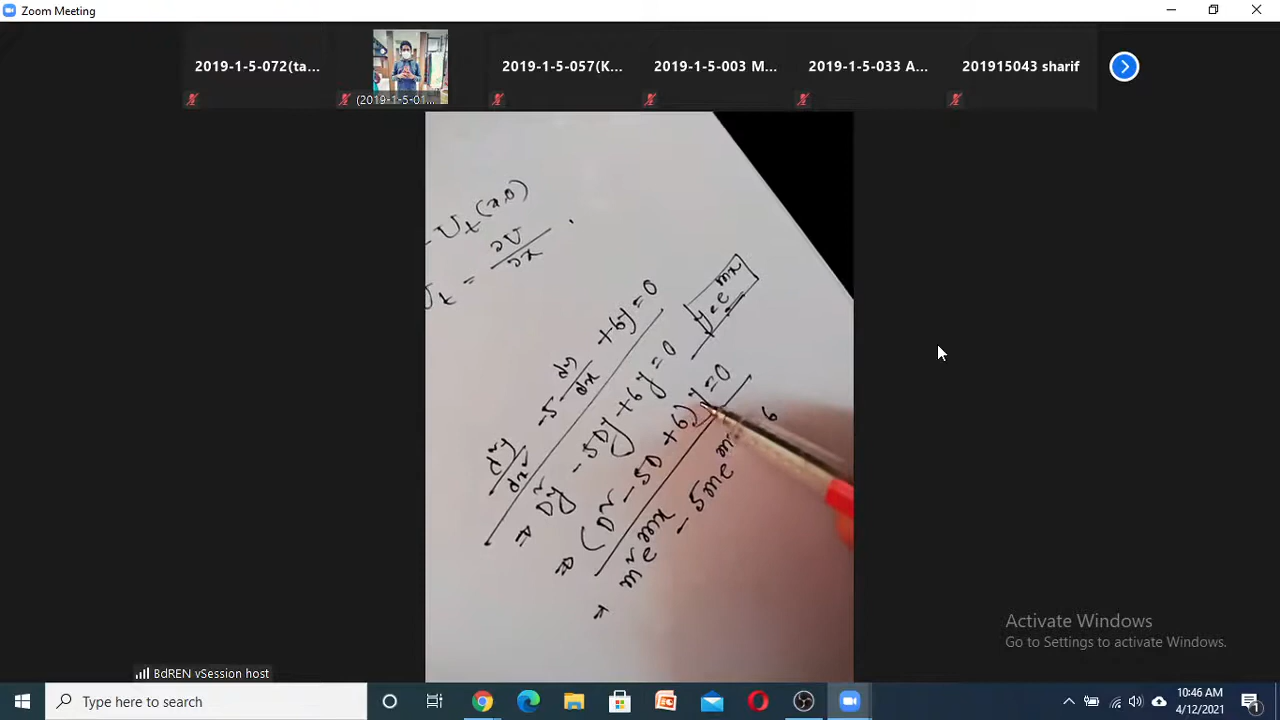 Zoom Meeting
2019-1-5-072(ta...
2019-1-5-057(K...
2019-1-5-003 M...
2019-1-5-033 A...
201915043 sharif
(2019-1-5-01...
- U_t(x,0)
U_t = ∂U/∂x
d²y/dx² - 5 dy/dx + 6y = 0
⇒ D²y - 5Dy + 6y = 0
y = e^{mx}
⇒ (D² - 5D + 6)y = 0
⇒ m²e^{mx} - 5me^{mx} 6
Activate Windows
Go to Settings to activate Windows.
BdREN vSession host
Type here to search
10:46 AM
4/12/2021
1